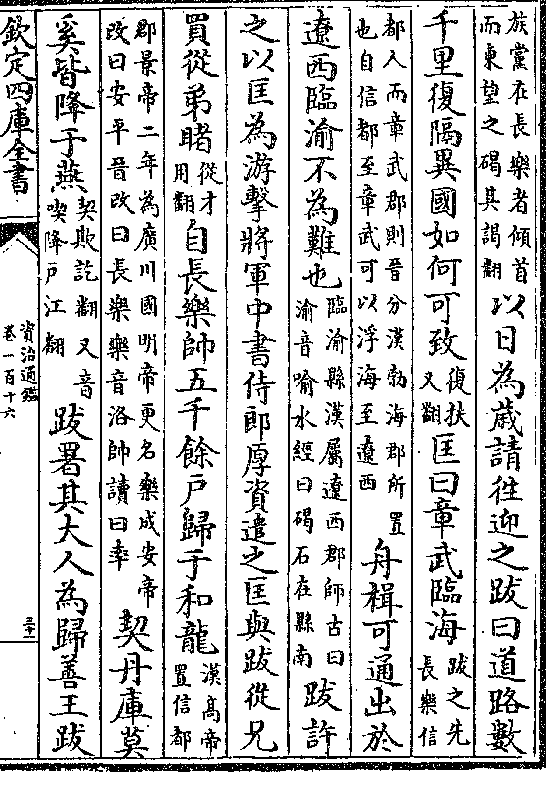 族黨在長樂者傾首而東望之碣其謁翻以日為歳請徃迎之跋曰道路數
千里復隔異國如何可致復扶又翻匡曰章武臨海跋之先長樂信
都人而章武郡則晉分漢勃海郡所置也自信都至章武可以浮海至遼西舟楫可通出於
遼西臨渝不為難也臨渝縣漢屬遼西郡師古曰渝音喻水經曰碣石在縣南跋許
之以匡為游擊將軍中書侍郎厚資遣之匡與跋從兄
買從弟睹從才用翻自長樂帥五千餘戶歸于和龍漢高帝置信都
郡景帝二年為廣川國明帝更名樂成安帝改曰安平晉改曰長樂樂音洛帥讀曰率契丹庫莫
奚皆降于燕契欺訖翻又音喫降戶江翻跋署其大人為歸善王跋
欽定四庫全書
資治通鑑
卷一百十六